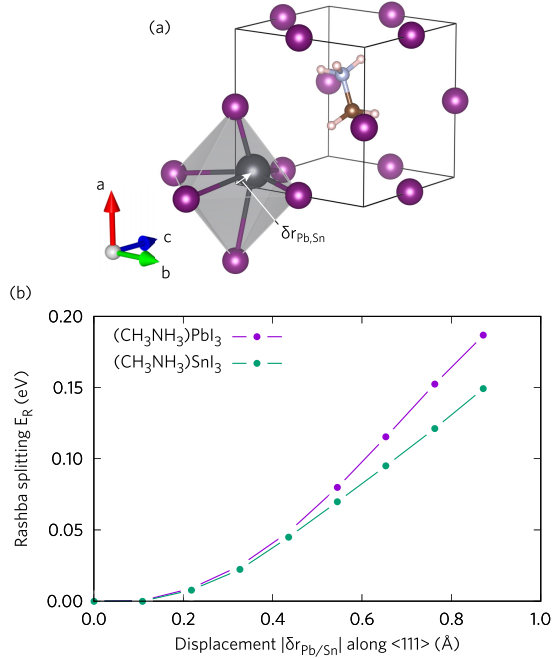 (a)
a
c
b
δr_Pb,Sn
(b)
0.20
0.15
0.10
0.05
0.00
Rashba splitting E_R (eV)
(CH₃NH₃)PbI₃
(CH₃NH₃)SnI₃
0.0 0.2 0.4 0.6 0.8 1.0
Displacement |δr_Pb/Sn| along <111> (Å)